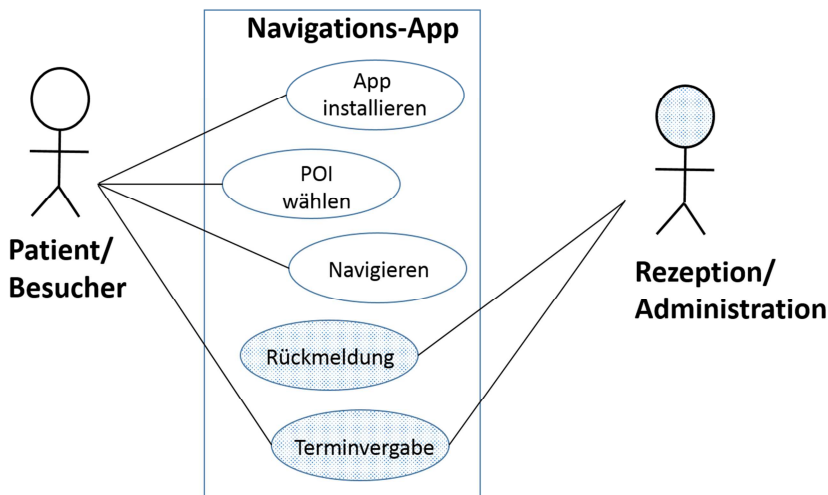 Navigations-App
App
installieren
POI
wählen
Navigieren
Rückmeldung
Terminvergabe
Patient/
Besucher
Rezeption/
Administration